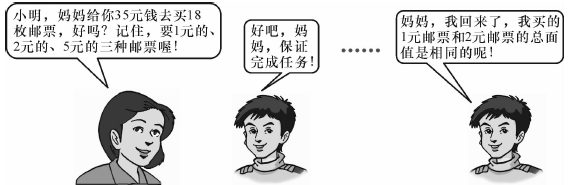 小明，妈妈给你35元钱去买18
枚邮票，好吗？记住，要1元的、
2元的、5元的三种邮票喔！
好吧，妈
妈，保证
完成任务！
……
妈妈，我回来了，我买的
1元邮票和2元邮票的总面
值是相同的呢！